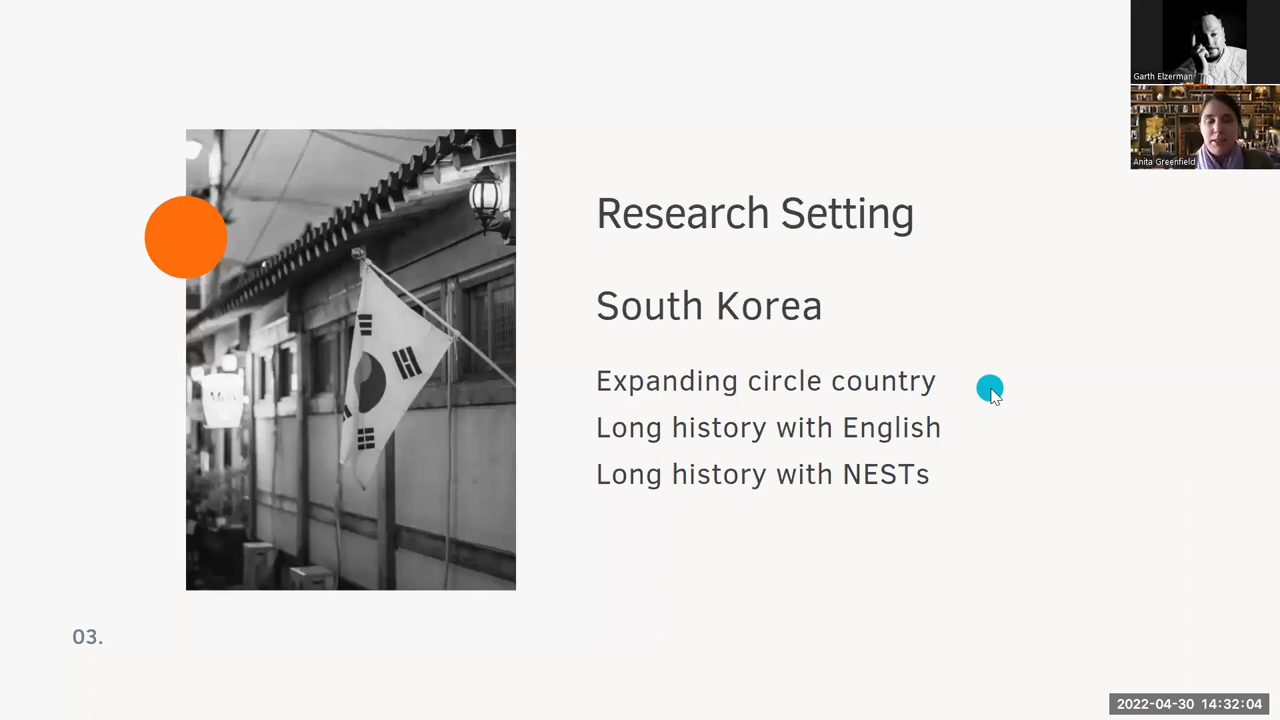 Garth Elzerman
Anita Greenfield
Research Setting
South Korea
Expanding circle country
Long history with English
Long history with NESTs
03.
2022-04-30 14:32:04